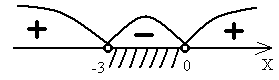 + − +
-3 0 X